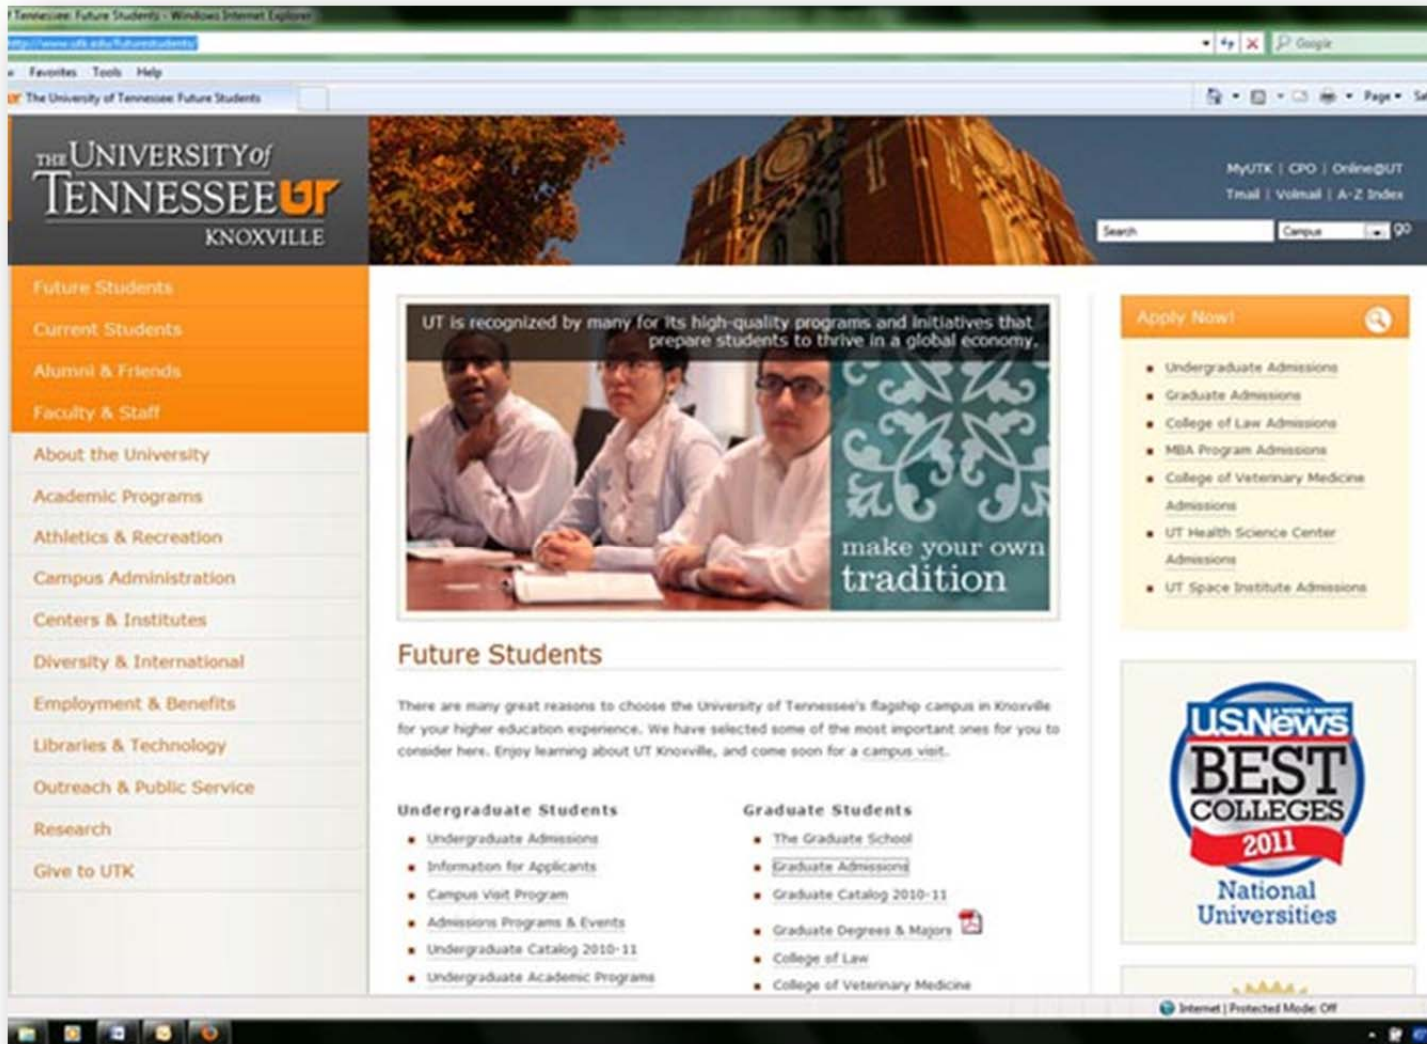 Tennessee: Future Students - Windows Internet Explorer
http://www.utk.edu/futurestudents/
Google
Favorites Tools Help
The University of Tennessee: Future Students
Page
THE UNIVERSITY of
TENNESSEE UT
KNOXVILLE
MyUTK | CPO | Online@UT
Tmail | Volmail | A-Z Index
Search Campus go
Future Students
Current Students
Alumni & Friends
Faculty & Staff
About the University
Academic Programs
Athletics & Recreation
Campus Administration
Centers & Institutes
Diversity & International
Employment & Benefits
Libraries & Technology
Outreach & Public Service
Research
Give to UTK
UT is recognized by many for its high-quality programs and initiatives that
prepare students to thrive in a global economy.
make your own
tradition
Future Students
There are many great reasons to choose the University of Tennessee's flagship campus in Knoxville
for your higher education experience. We have selected some of the most important ones for you to
consider here. Enjoy learning about UT Knoxville, and come soon for a campus visit.
Undergraduate Students
Undergraduate Admissions
Information for Applicants
Campus Visit Program
Admissions Programs & Events
Undergraduate Catalog 2010-11
Undergraduate Academic Programs
Graduate Students
The Graduate School
Graduate Admissions
Graduate Catalog 2010-11
Graduate Degrees & Majors
College of Law
College of Veterinary Medicine
Apply Now!
Undergraduate Admissions
Graduate Admissions
College of Law Admissions
MBA Program Admissions
College of Veterinary Medicine
Admissions
UT Health Science Center
Admissions
UT Space Institute Admissions
U.S.News
BEST
COLLEGES
2011
National
Universities
Internet | Protected Mode: Off